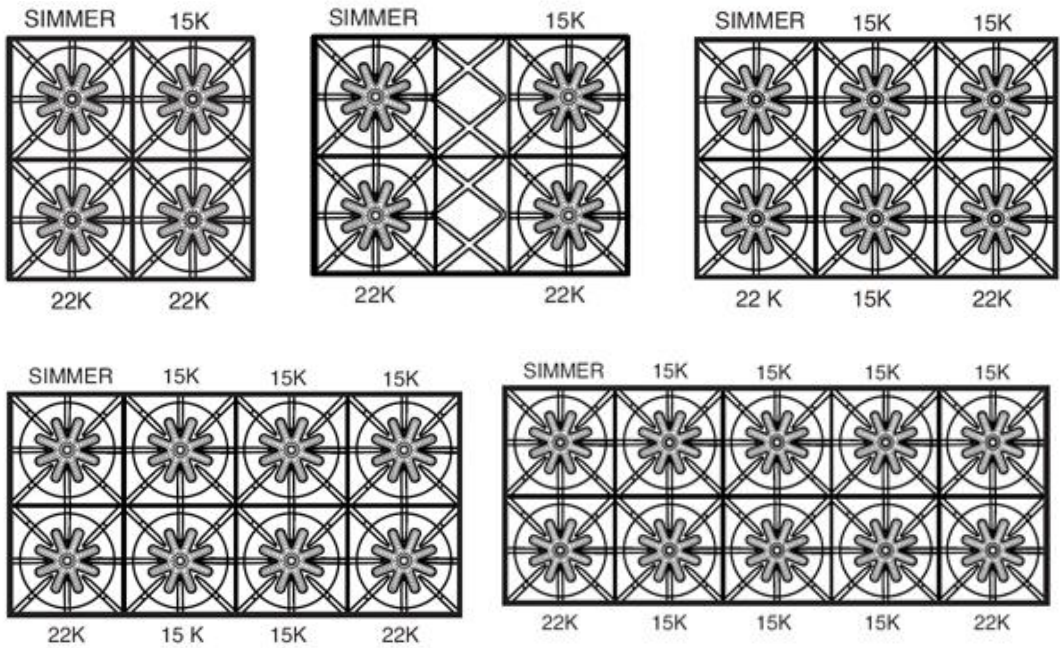 SIMMER 15K
22K 22K
SIMMER 15K
22K 22K
SIMMER 15K 15K
22 K 15K 22K
SIMMER 15K 15K 15K
22K 15 K 15K 22K
SIMMER 15K 15K 15K 15K
22K 15K 15K 15K 22K